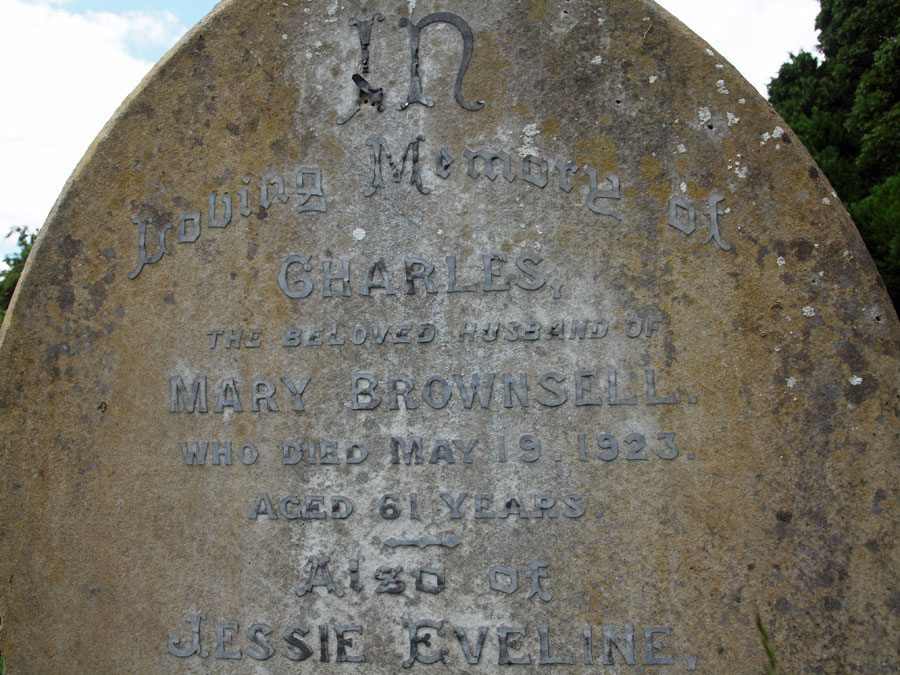 In
Loving Memory of
CHARLES,
THE BELOVED HUSBAND OF
MARY BROWNSELL.
WHO DIED MAY 19. 1923.
AGED 61 YEARS.
Also of
JESSIE EVELINE,